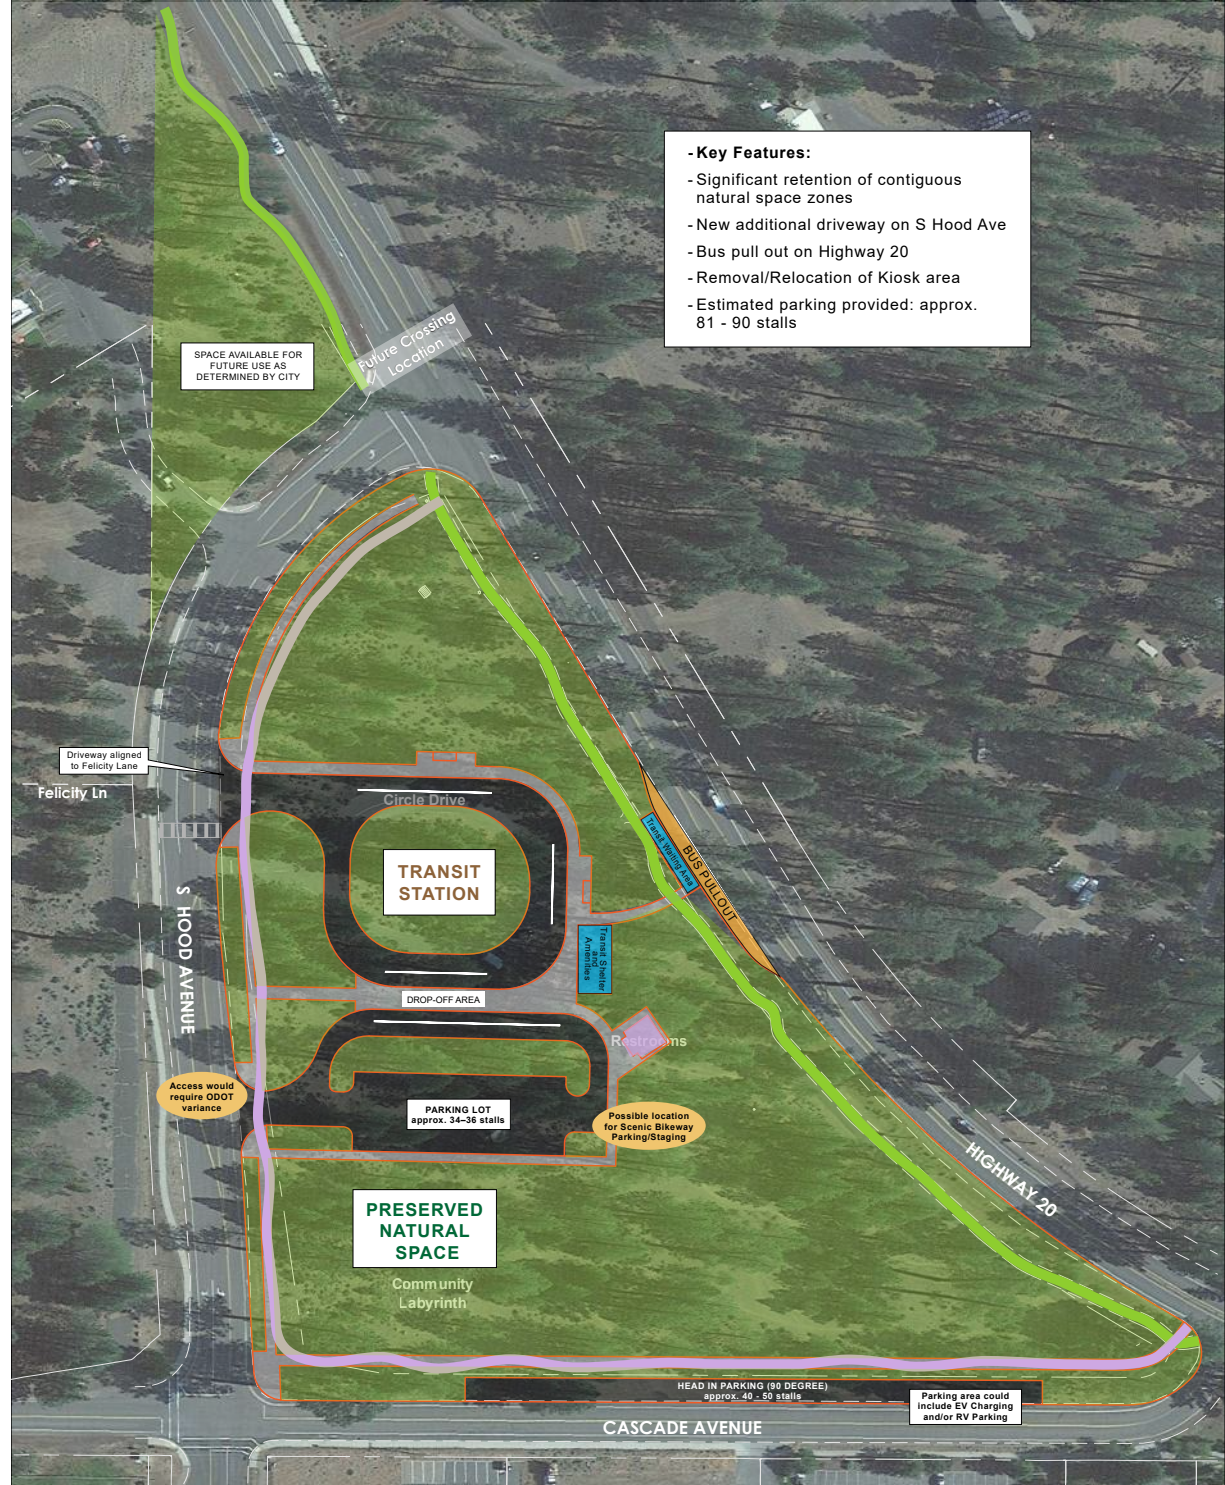 - Key Features:
- Significant retention of contiguous
natural space zones
- New additional driveway on S Hood Ave
- Bus pull out on Highway 20
- Removal/Relocation of Kiosk area
- Estimated parking provided: approx.
81 - 90 stalls
Future Crossing
Location
SPACE AVAILABLE FOR
FUTURE USE AS
DETERMINED BY CITY
Driveway aligned
to Felicity Lane
Felicity Ln
Circle Drive
TRANSIT
STATION
Transit Waiting Area
BUS PULLOUT
S HOOD AVENUE
Transit Shelter
and
Amenities
DROP-OFF AREA
Restrooms
Access would
require ODOT
variance
PARKING LOT
approx. 34–36 stalls
Possible location
for Scenic Bikeway
Parking/Staging
HIGHWAY 20
PRESERVED
NATURAL
SPACE
Community
Labyrinth
HEAD IN PARKING (90 DEGREE)
approx. 40 - 50 stalls
Parking area could
include EV Charging
and/or RV Parking
CASCADE AVENUE